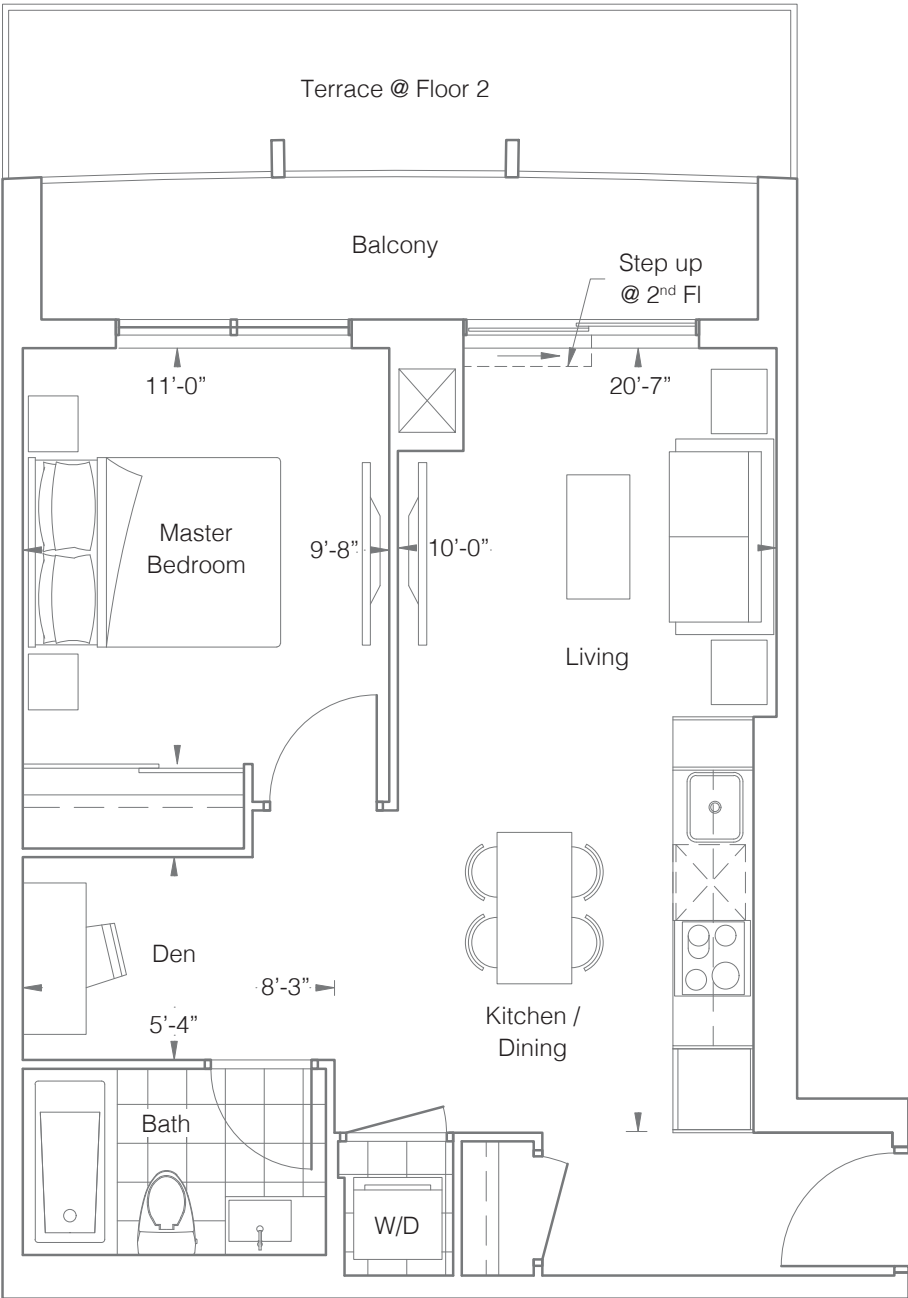 Terrace @ Floor 2
Balcony
Step up
@ 2nd Fl
11’-0”
20’-7”
Master
Bedroom
9’-8”
10’-0”
Living
Den
8’-3”
5’-4”
Kitchen /
Dining
Bath
W/D